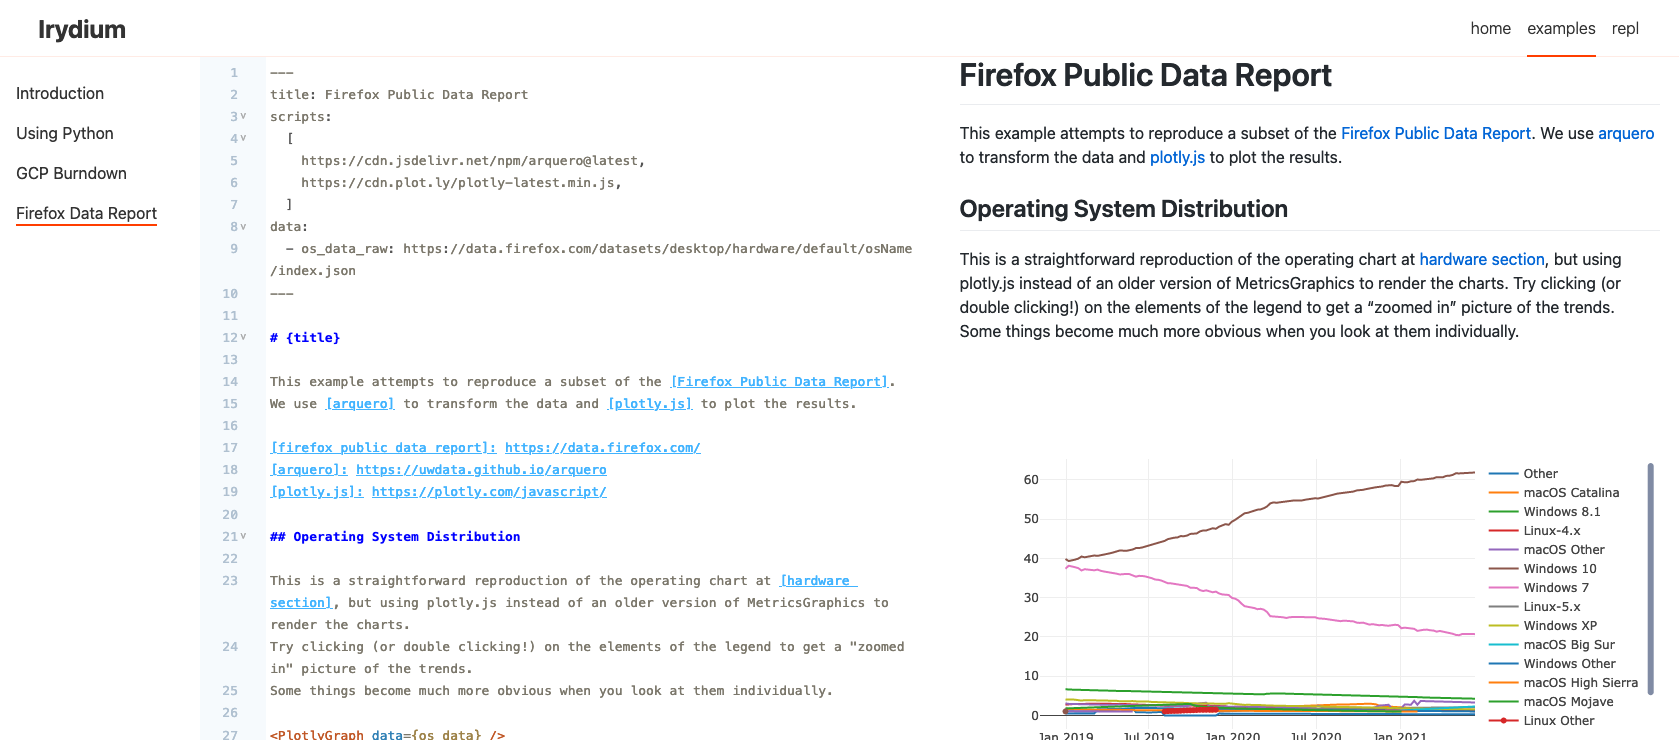 Irydium
home examples repl
Introduction
Using Python
GCP Burndown
Firefox Data Report
1 ---
2 title: Firefox Public Data Report
3 scripts:
4 [
5 https://cdn.jsdelivr.net/npm/arquero@latest,
6 https://cdn.plot.ly/plotly-latest.min.js,
7 ]
8 data:
9 - os_data_raw: https://data.firefox.com/datasets/desktop/hardware/default/osName
/index.json
10 ---
11
12 # {title}
13
14 This example attempts to reproduce a subset of the [Firefox Public Data Report].
15 We use [arquero] to transform the data and [plotly.js] to plot the results.
16
17 [firefox public data report]: https://data.firefox.com/
18 [arquero]: https://uwdata.github.io/arquero
19 [plotly.js]: https://plotly.com/javascript/
20
21 ## Operating System Distribution
22
23 This is a straightforward reproduction of the operating chart at [hardware
section], but using plotly.js instead of an older version of MetricsGraphics to
render the charts.
24 Try clicking (or double clicking!) on the elements of the legend to get a "zoomed
in" picture of the trends.
25 Some things become much more obvious when you look at them individually.
26
27 <PlotlyGraph data={os_data} />
Firefox Public Data Report
This example attempts to reproduce a subset of the Firefox Public Data Report. We use arquero
to transform the data and plotly.js to plot the results.
Operating System Distribution
This is a straightforward reproduction of the operating chart at hardware section, but using
plotly.js instead of an older version of MetricsGraphics to render the charts. Try clicking (or
double clicking!) on the elements of the legend to get a “zoomed in” picture of the trends.
Some things become much more obvious when you look at them individually.
60
50
40
30
20
10
0
Jan 2019 Jul 2019 Jan 2020 Jul 2020 Jan 2021
Other
macOS Catalina
Windows 8.1
Linux-4.x
macOS Other
Windows 10
Windows 7
Linux-5.x
Windows XP
macOS Big Sur
Windows Other
macOS High Sierra
macOS Mojave
Linux Other